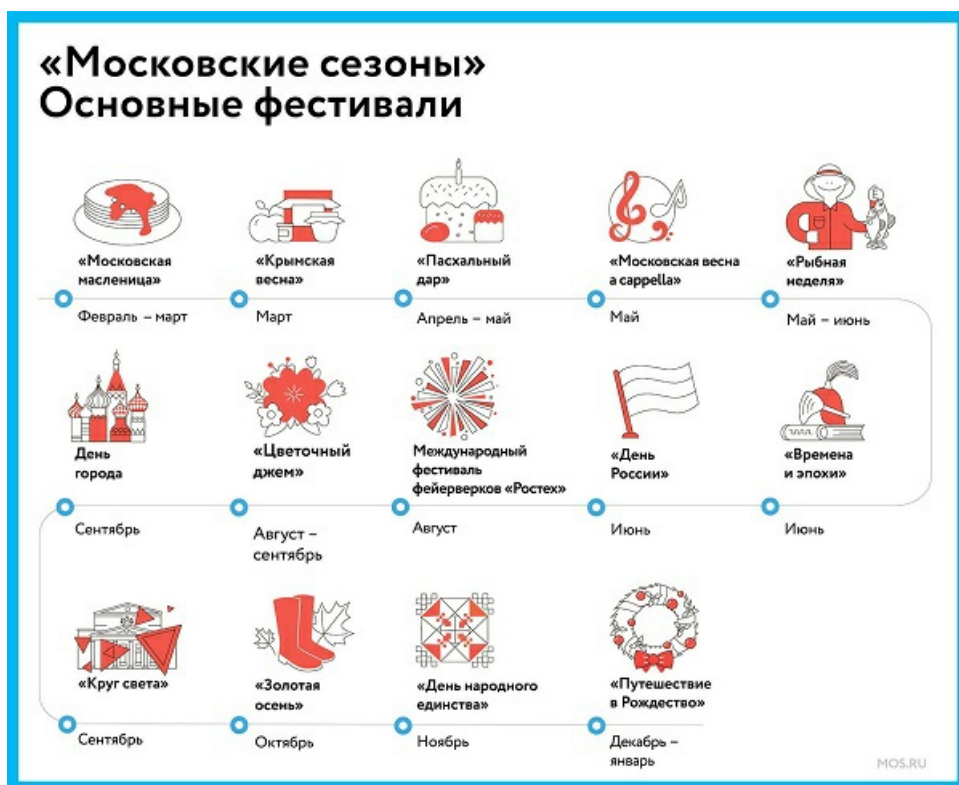 «Московские сезоны»
Основные фестивали
«Московская
масленица»
Февраль – март
«Крымская
весна»
Март
«Пасхальный
дар»
Апрель – май
«Московская весна
a cappella»
Май
«Рыбная
неделя»
Май – июнь
День
города
Сентябрь
«Цветочный
джем»
Август –
сентябрь
Международный
фестиваль
фейерверков «Ростех»
Август
«День
России»
Июнь
«Времена
и эпохи»
Июнь
«Круг света»
Сентябрь
«Золотая
осень»
Октябрь
«День народного
единства»
Ноябрь
«Путешествие
в Рождество»
Декабрь –
январь
MOS.RU